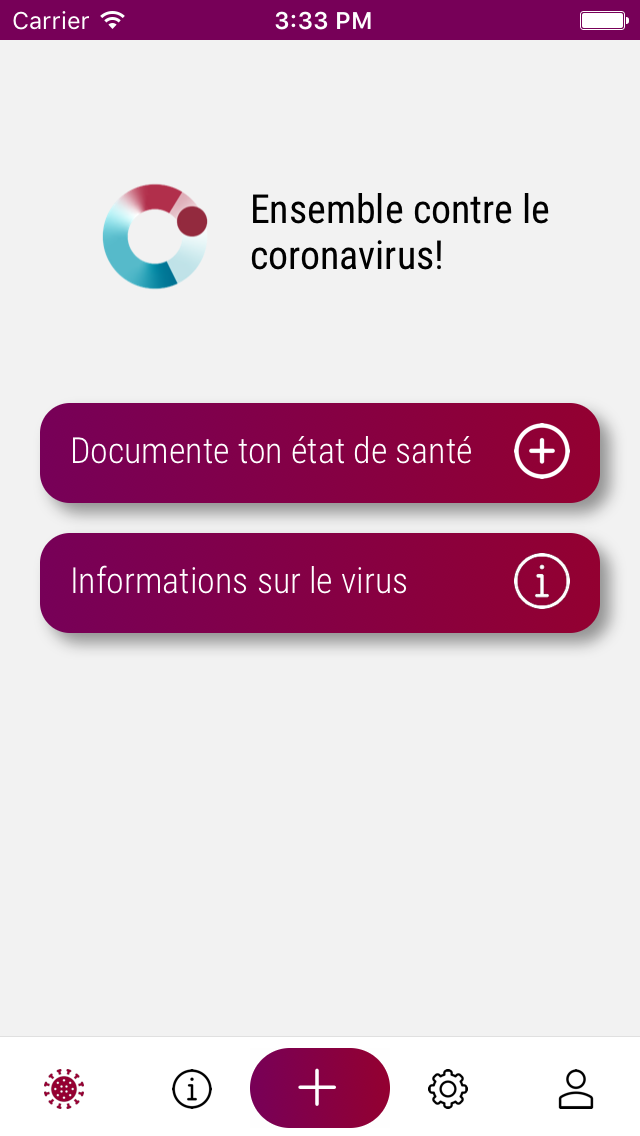 Carrier 3:33 PM
Ensemble contre le
coronavirus!
Documente ton état de santé
Informations sur le virus